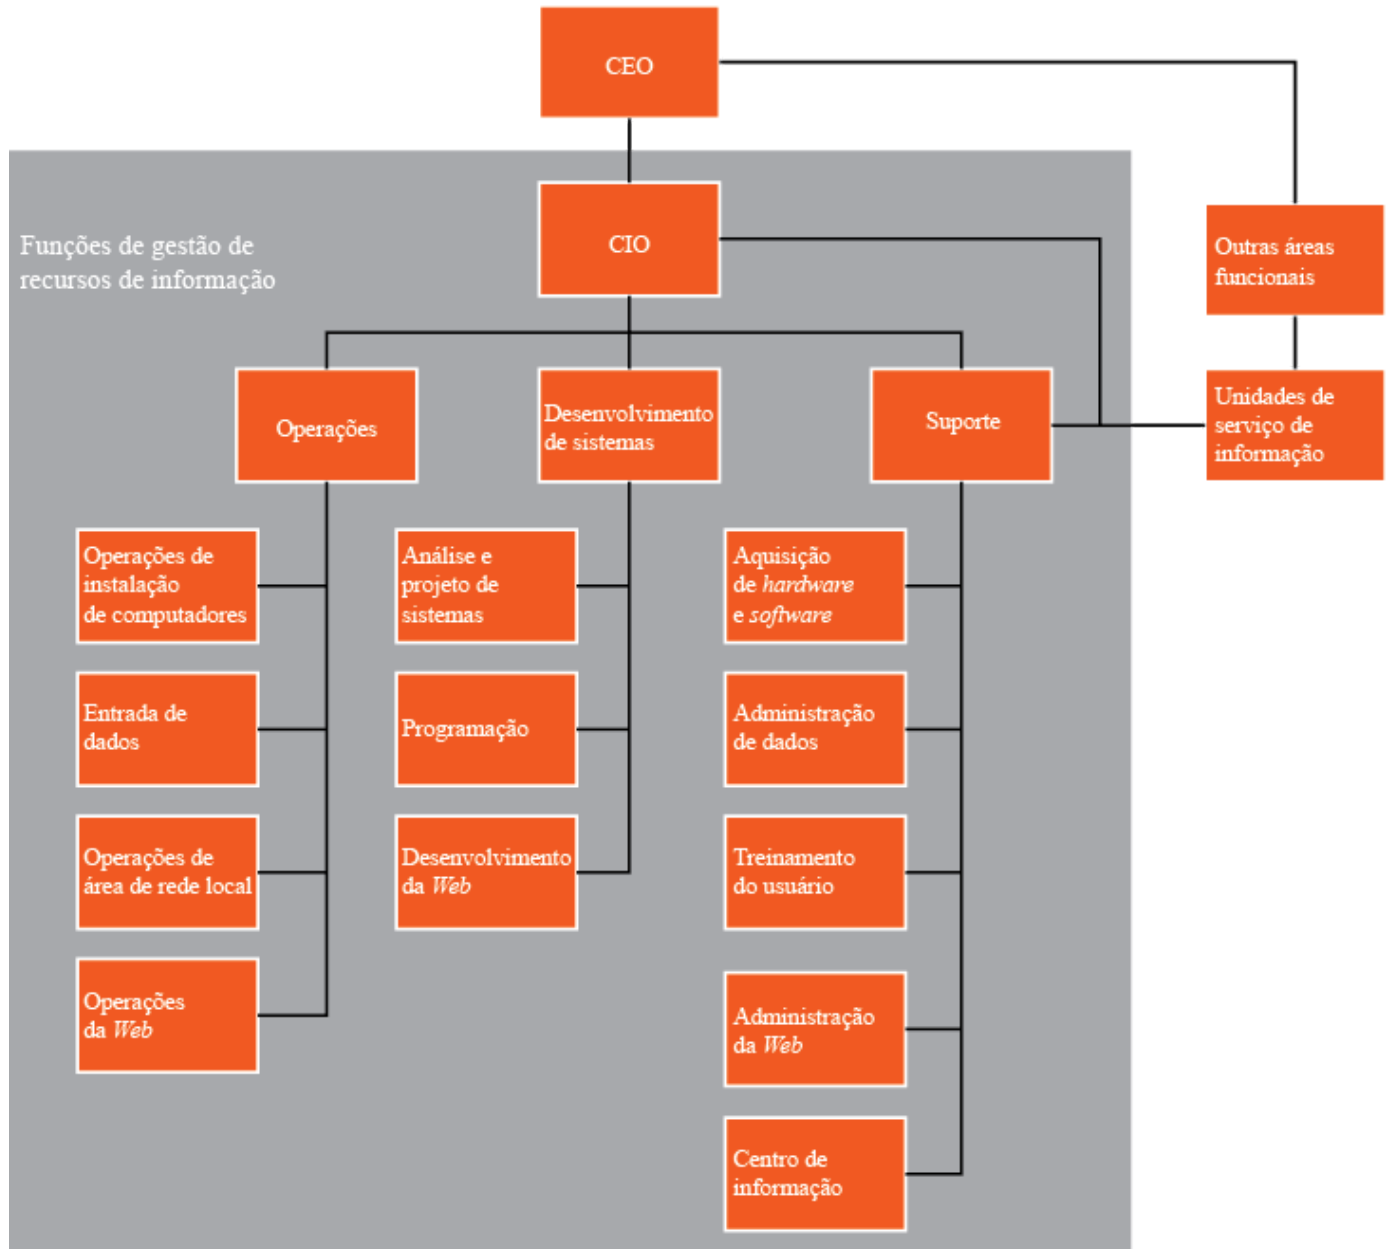 CEO
Funções de gestão de
recursos de informação
CIO
Outras áreas
funcionais
Operações
Desenvolvimento
de sistemas
Suporte
Unidades de
serviço de
informação
Operações de
instalação
de computadores
Análise e
projeto de
sistemas
Aquisição
de hardware
e software
Entrada de
dados
Programação
Administração
de dados
Operações de
área de rede local
Desenvolvimento
da Web
Treinamento
do usuário
Operações
da Web
Administração
da Web
Centro de
informação